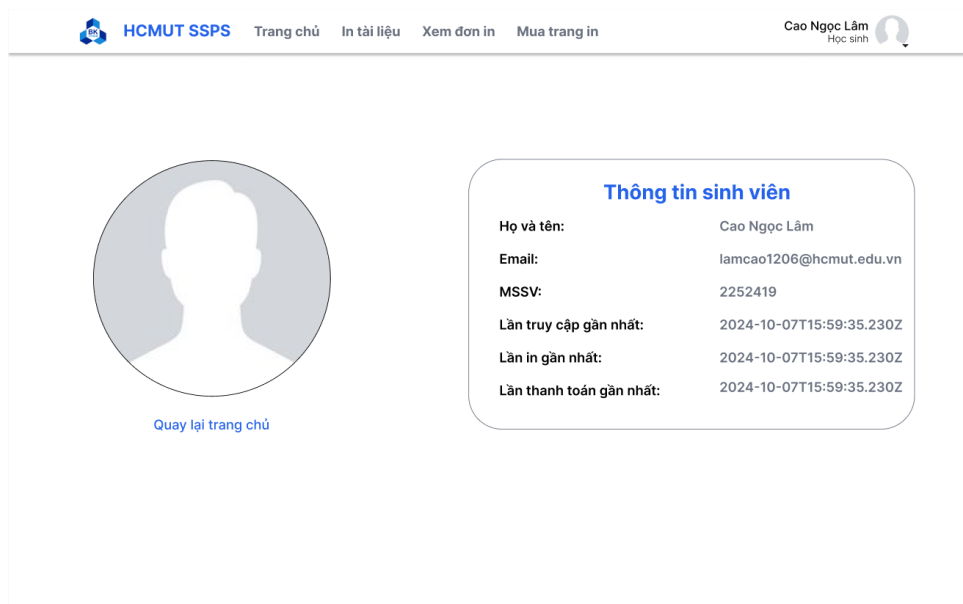 BK
HCMUT SSPS
Trang chủ
In tài liệu
Xem đơn in
Mua trang in
Cao Ngọc Lâm
Học sinh
Quay lại trang chủ
Thông tin sinh viên
Họ và tên: Cao Ngọc Lâm
Email: lamcao1206@hcmut.edu.vn
MSSV: 2252419
Lần truy cập gần nhất: 2024-10-07T15:59:35.230Z
Lần in gần nhất: 2024-10-07T15:59:35.230Z
Lần thanh toán gần nhất: 2024-10-07T15:59:35.230Z